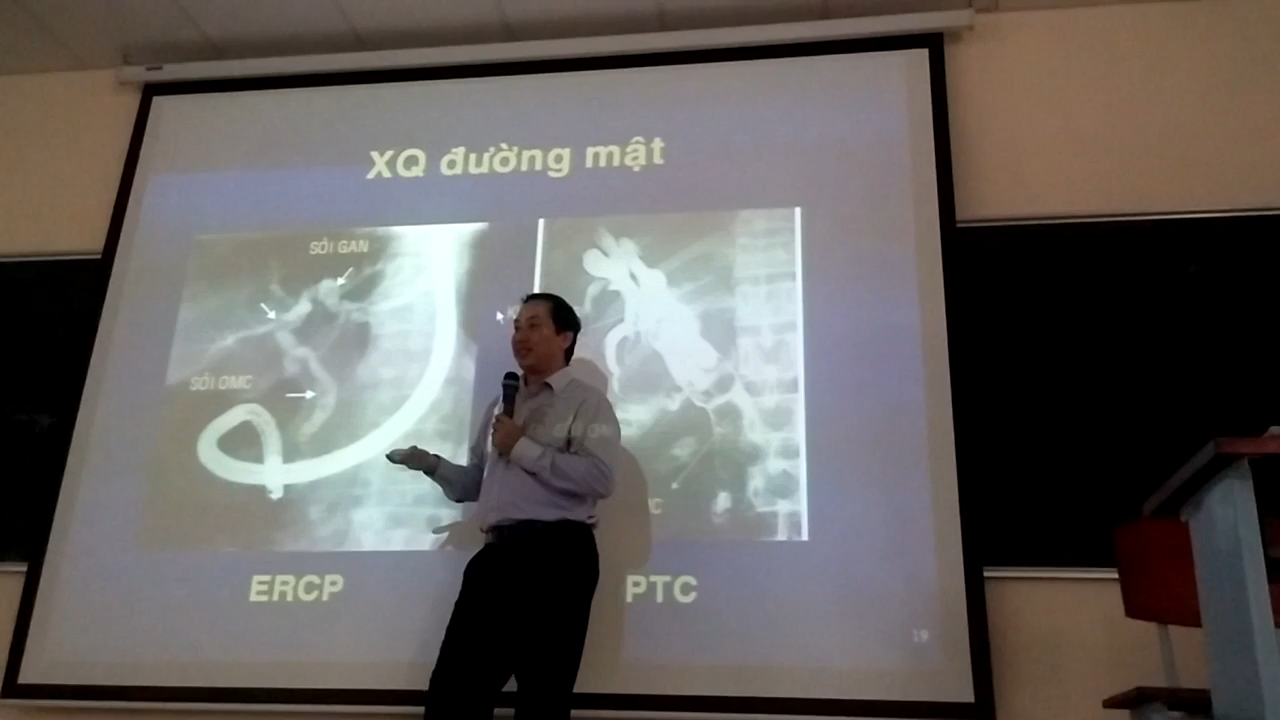 XQ đường mật
SỎI GAN
SỎI OMC
ERCP
PTC
19